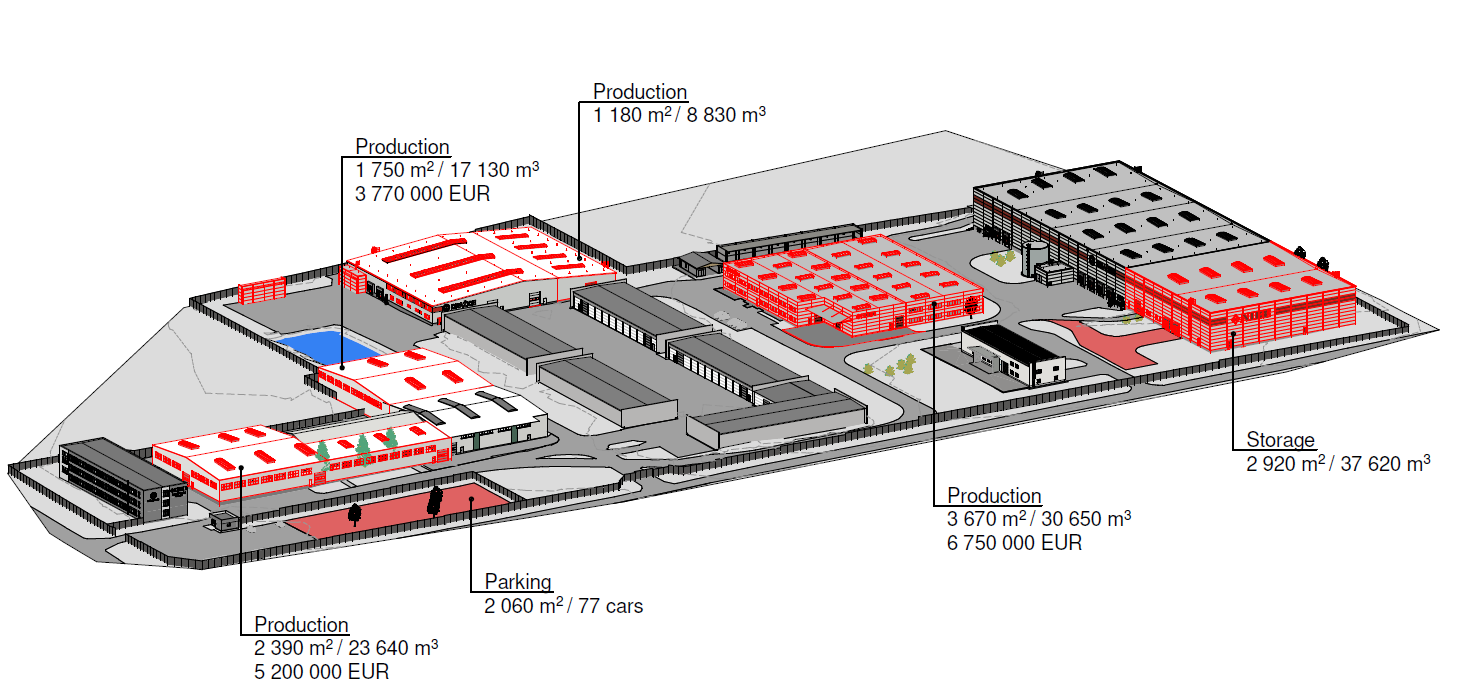 Production
1 180 m² / 8 830 m³
Production
1 750 m² / 17 130 m³
3 770 000 EUR
Storage
2 920 m² / 37 620 m³
Production
3 670 m² / 30 650 m³
6 750 000 EUR
Parking
2 060 m² / 77 cars
Production
2 390 m² / 23 640 m³
5 200 000 EUR